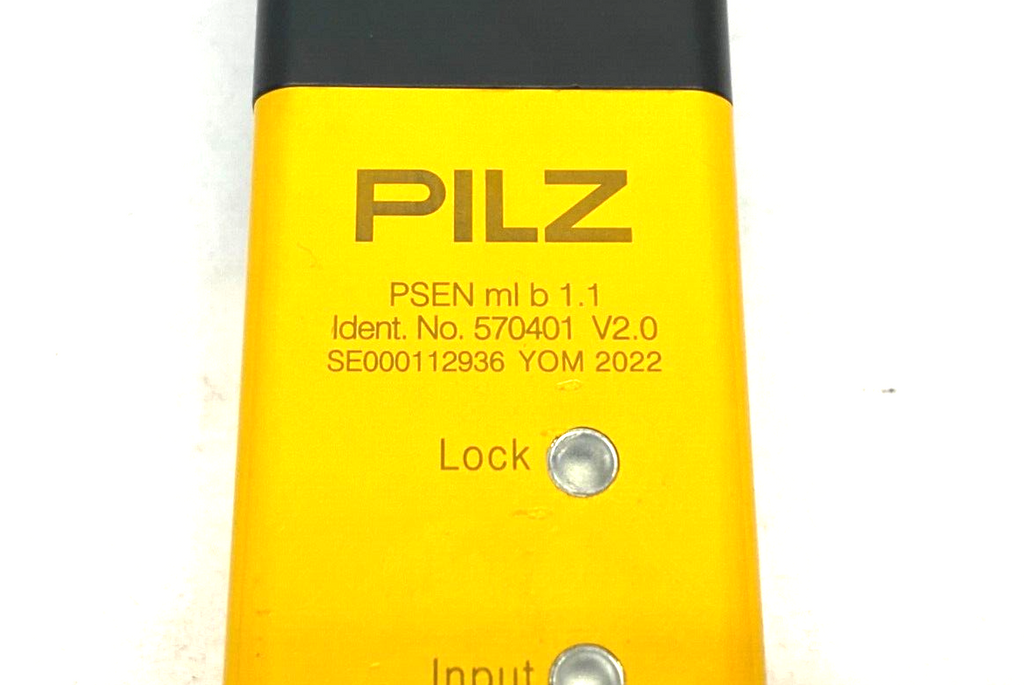 PILZ
PSEN ml b 1.1
Ident. No. 570401 V2.0
SE000112936 YOM 2022
Lock
Input